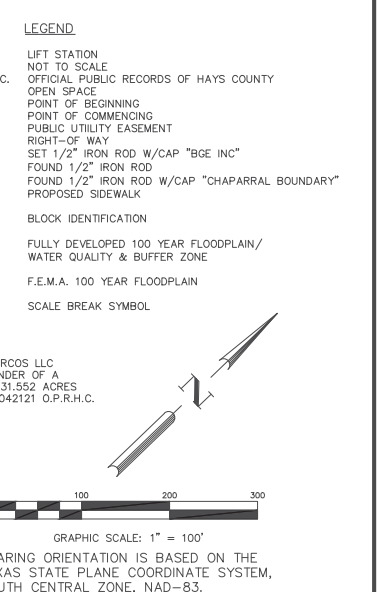 LEGEND
LIFT STATION
NOT TO SCALE
C. OFFICIAL PUBLIC RECORDS OF HAYS COUNTY
OPEN SPACE
POINT OF BEGINNING
POINT OF COMMENCING
PUBLIC UTIILITY EASEMENT
RIGHT-OF WAY
SET 1/2" IRON ROD W/CAP "BGE INC"
FOUND 1/2" IRON ROD
FOUND 1/2" IRON ROD W/CAP "CHAPARRAL BOUNDARY"
PROPOSED SIDEWALK
BLOCK IDENTIFICATION
FULLY DEVELOPED 100 YEAR FLOODPLAIN/
WATER QUALITY & BUFFER ZONE
F.E.M.A. 100 YEAR FLOODPLAIN
SCALE BREAK SYMBOL
N
RCOS LLC
NDER OF A
31.552 ACRES
042121 O.P.R.H.C.
100 200 300
GRAPHIC SCALE: 1" = 100'
ARING ORIENTATION IS BASED ON THE
XAS STATE PLANE COORDINATE SYSTEM,
UTH CENTRAL ZONE, NAD-83.